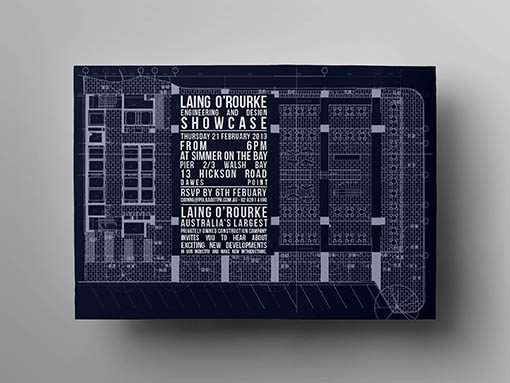 LAING O'ROURKE
ENGINEERING AND DESIGN
SHOWCASE
THURSDAY 21 FEBRUARY 2013
FROM 6PM
AT SIMMER ON THE BAY
PIER 2/3 WALSH BAY
13 HICKSON ROAD
DAWES POINT
RSVP BY 6TH FEBUARY
LAING O'ROURKE
AUSTRALIA'S LARGEST
PRIVATELY OWNED CONSTRUCTION COMPANY
INVITES YOU TO HEAR ABOUT
EXCITING NEW DEVELOPMENTS
IN OUR INDUSTRY AND MAKE NEW INTRODUCTIONS.